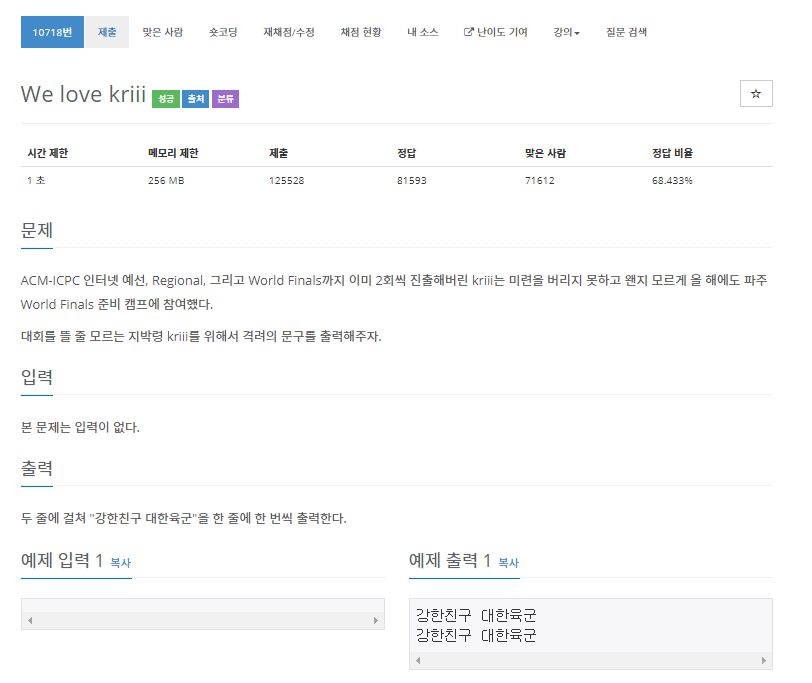 10718번 제출 맞은 사람 숏코딩 재채점/수정 채점 현황 내 소스 난이도 기여 강의 질문 검색
We love kriii 성공 출처 분류
시간 제한 메모리 제한 제출 정답 맞은 사람 정답 비율
1 초 256 MB 125528 81593 71612 68.433%
문제
ACM-ICPC 인터넷 예선, Regional, 그리고 World Finals까지 이미 2회씩 진출해버린 kriii는 미련을 버리지 못하고 왠지 모르게 올 해에도 파주
World Finals 준비 캠프에 참여했다.
대회를 뜰 줄 모르는 지박령 kriii를 위해서 격려의 문구를 출력해주자.
입력
본 문제는 입력이 없다.
출력
두 줄에 걸쳐 "강한친구 대한육군"을 한 줄에 한 번씩 출력한다.
예제 입력 1 복사
예제 출력 1 복사
강한친구 대한육군
강한친구 대한육군